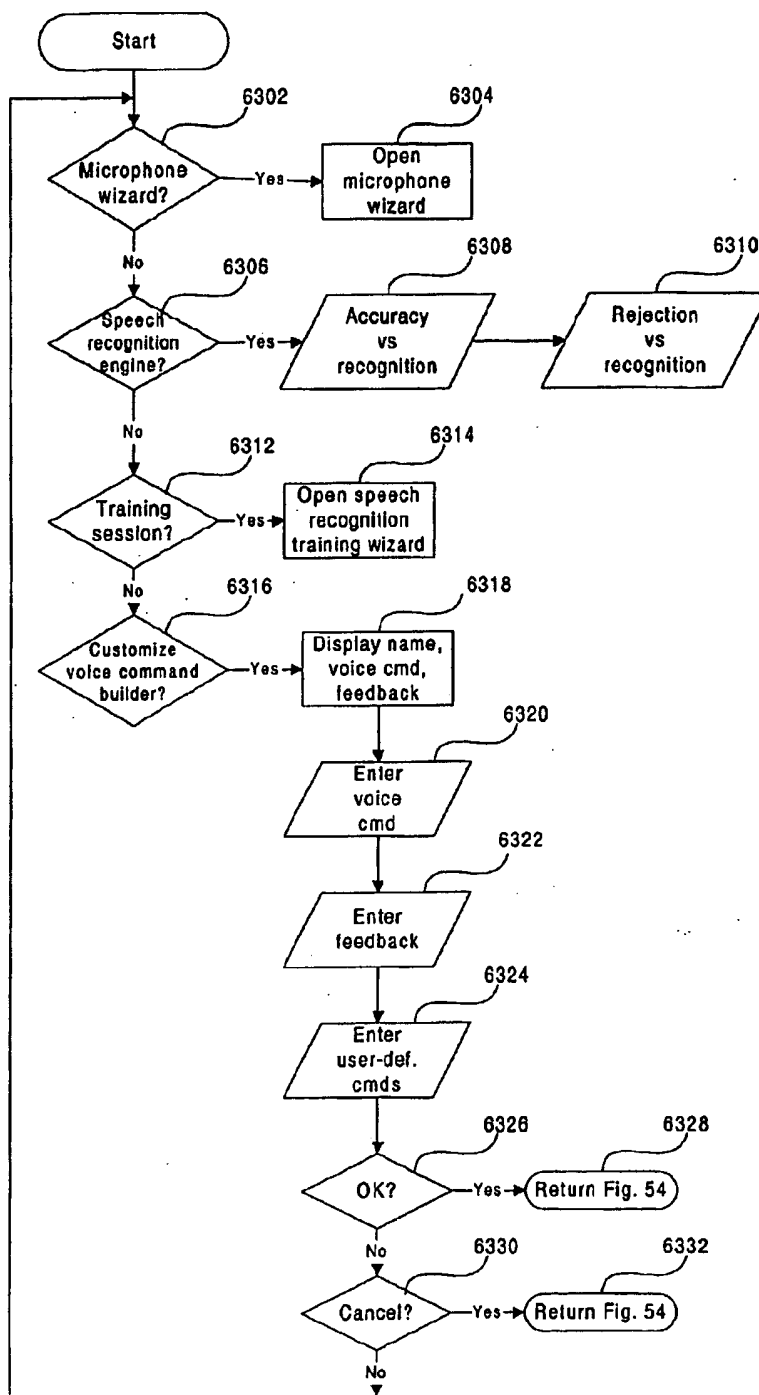 Start
6302
6304
Microphone
wizard?
Yes
Open
microphone
wizard
No
6306
6308
6310
Speech
recognition
engine?
Yes
Accuracy
vs
recognition
Rejection
vs
recognition
No
6312
6314
Training
session?
Yes
Open speech
recognition
training wizard
No
6316
6318
Customize
voice command
builder?
Yes
Display name,
voice cmd,
feedback
6320
Enter
voice
cmd
6322
Enter
feedback
6324
Enter
user-def.
cmds
6326
6328
OK?
Yes
Return Fig. 54
No
6330
6332
Cancel?
Yes
Return Fig. 54
No